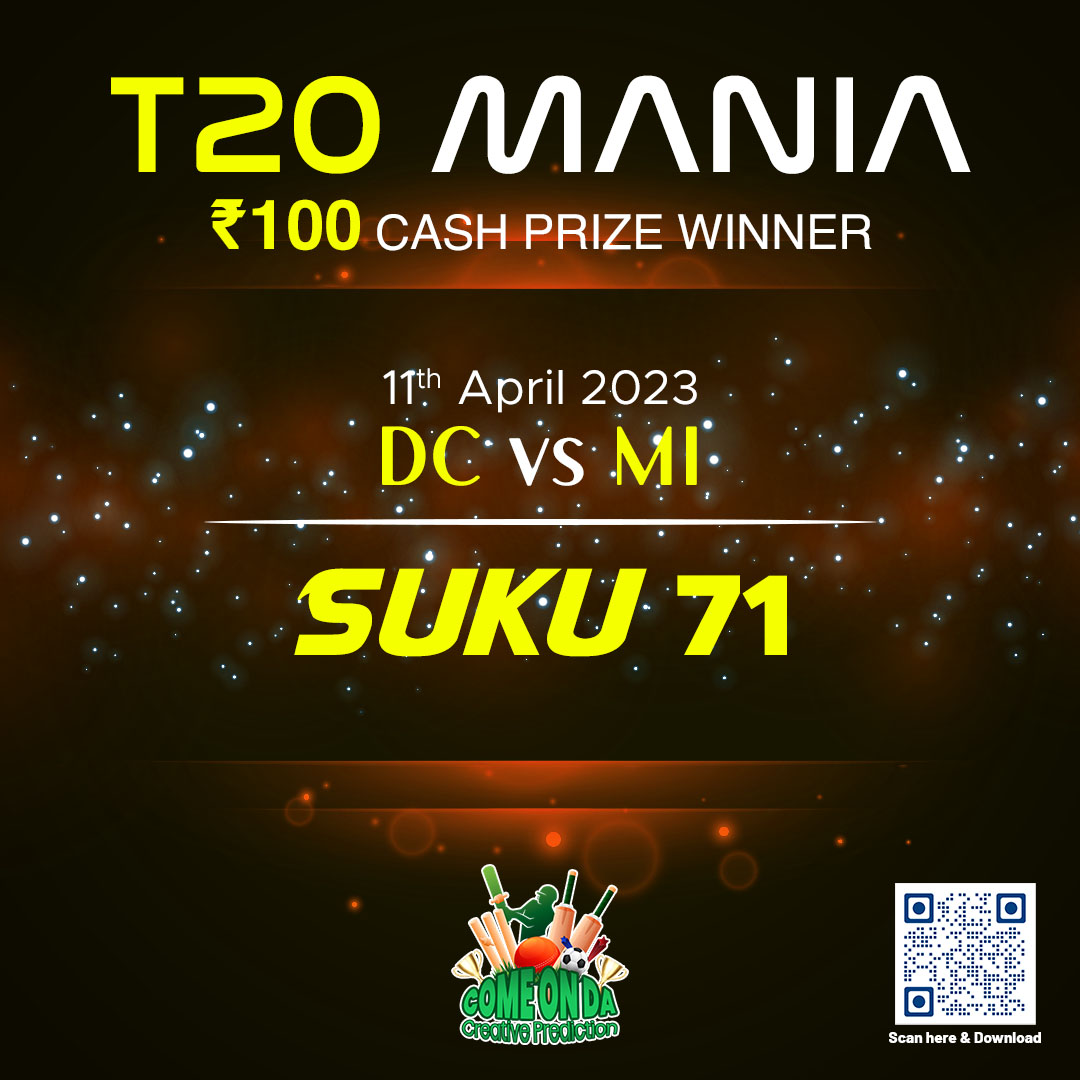 T20 MANIA
₹100 CASH PRIZE WINNER
11th April 2023
DC VS MI
SUKU 71
COME ON DA
Creative Prediction
Scan here & Download